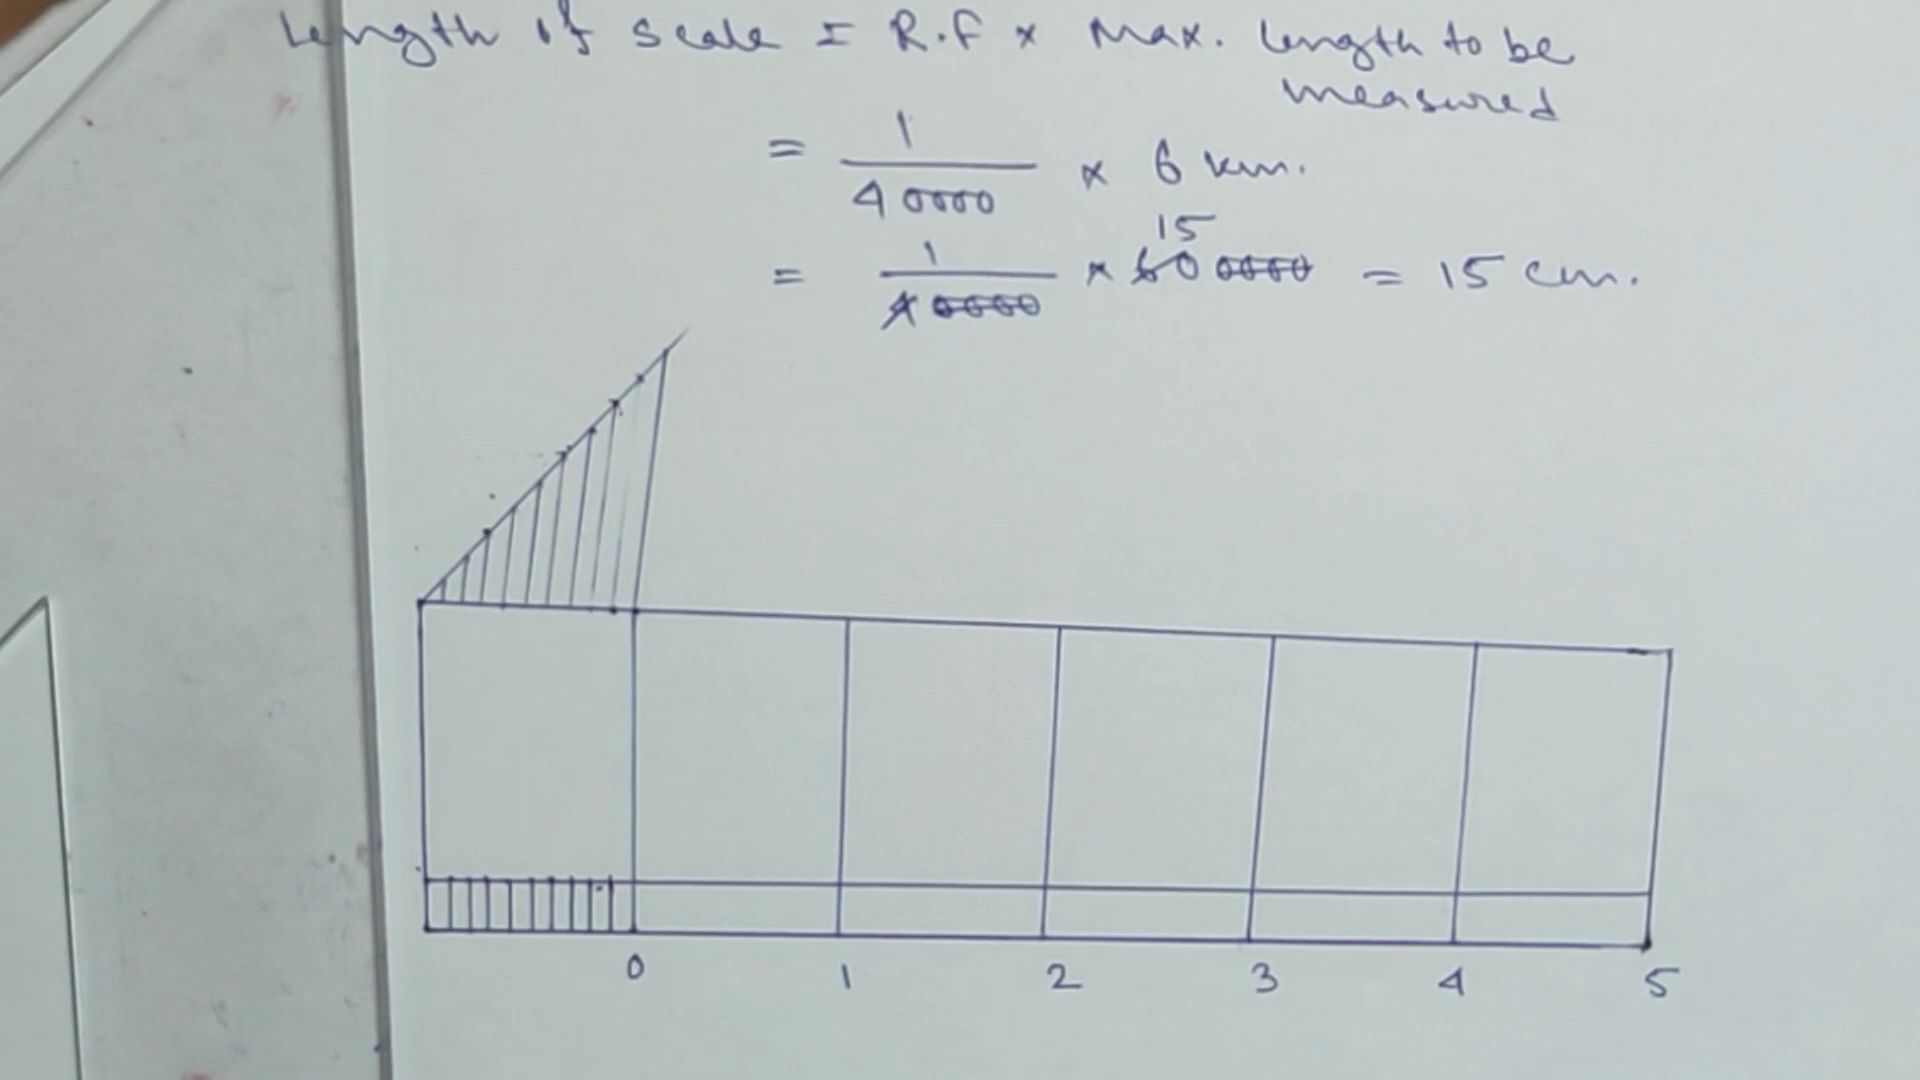 Length of scale = R.F × Max. length to be
measured
= 1/40000 × 6 km.
15
= 1/40000 × 600000 = 15 cm.
0 1 2 3 4 5